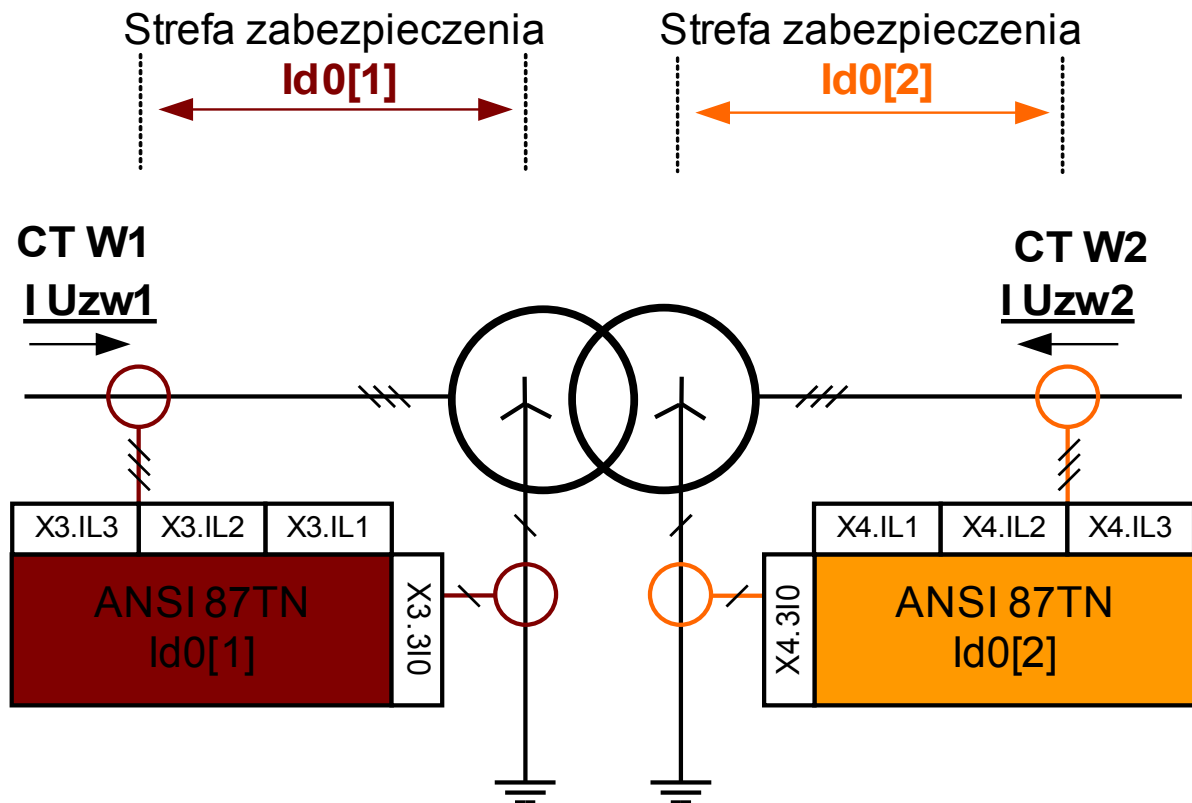 Strefa zabezpieczenia
Id0[1]
Strefa zabezpieczenia
Id0[2]
CT W1
I Uzw1
CT W2
I Uzw2
X3.IL3 X3.IL2 X3.IL1
X4.IL1 X4.IL2 X4.IL3
ANSI 87TN
Id0[1]
X3.3I0
X4.3I0
ANSI 87TN
Id0[2]